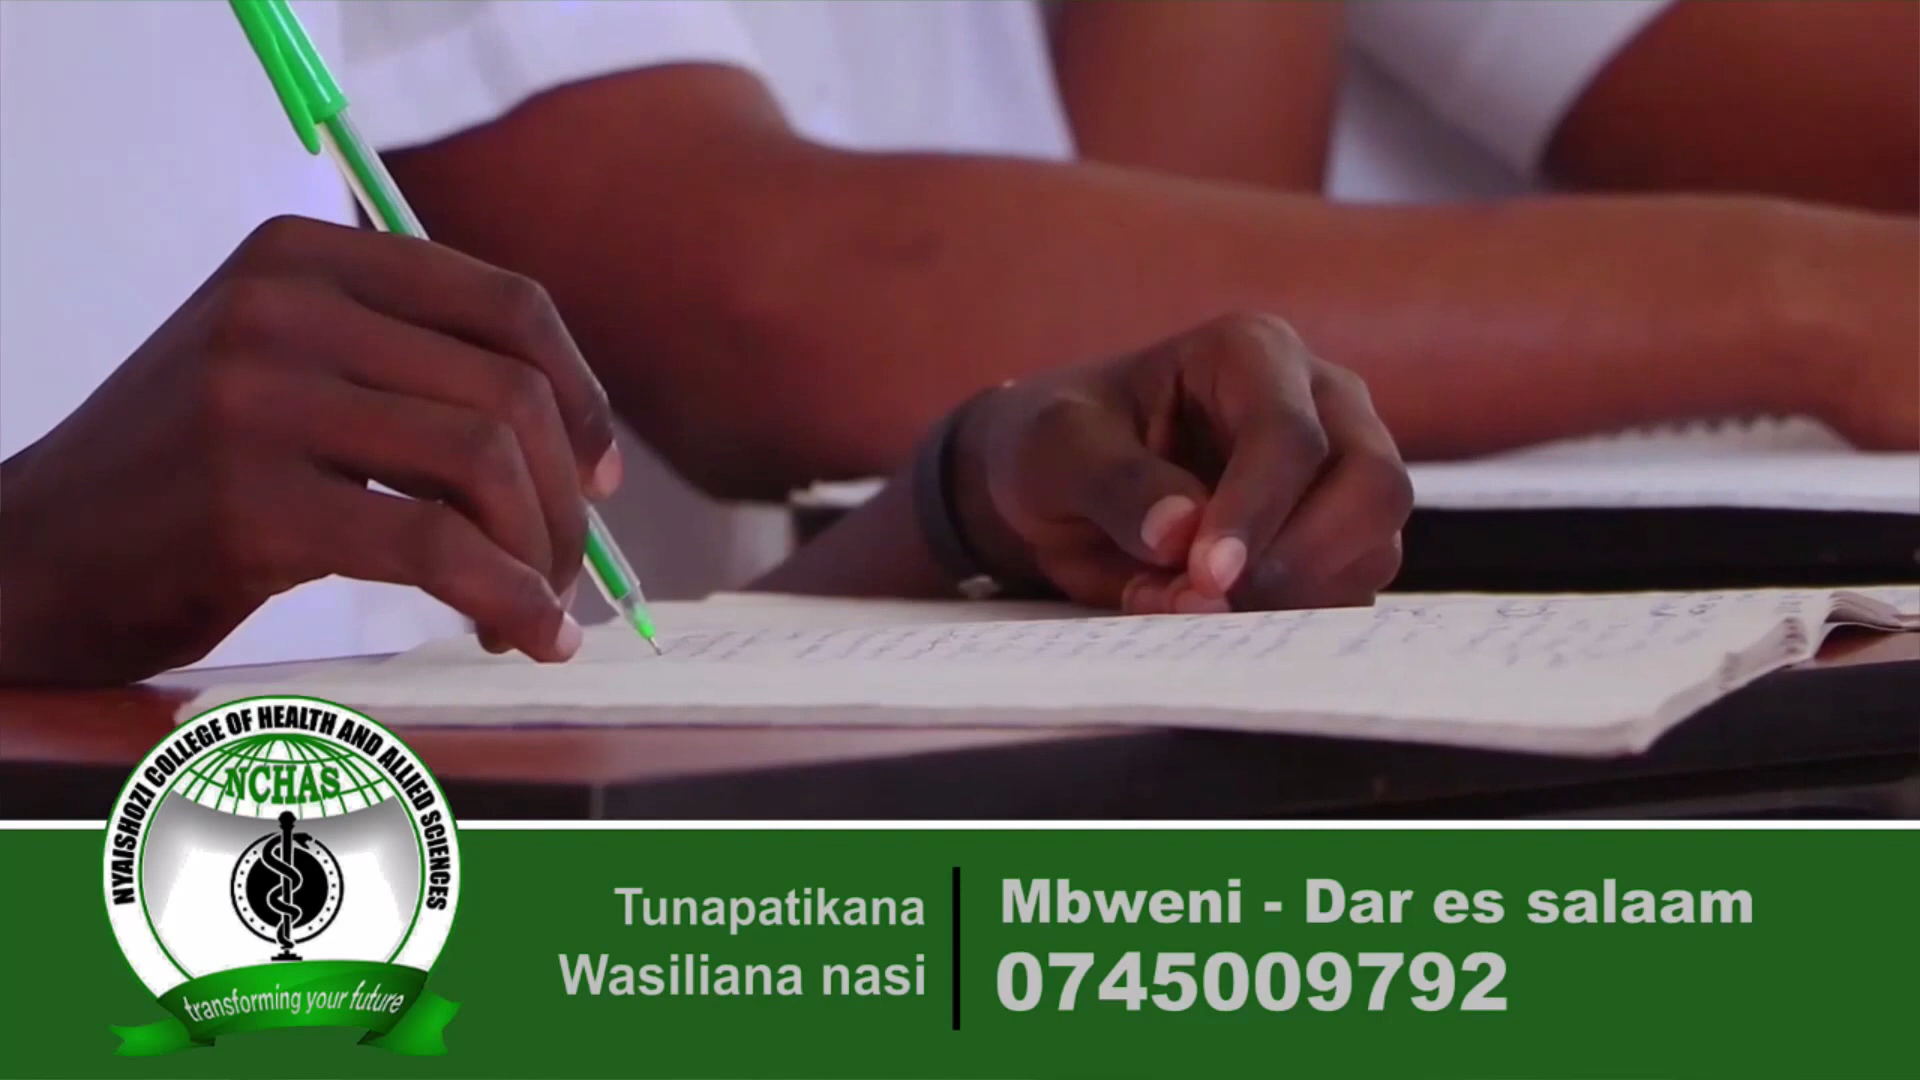 NYAISHOZI COLLEGE OF HEALTH AND ALLIED SCIENCES
NCHAS
transforming your future
Tunapatikana
Wasiliana nasi
Mbweni - Dar es salaam
0745009792